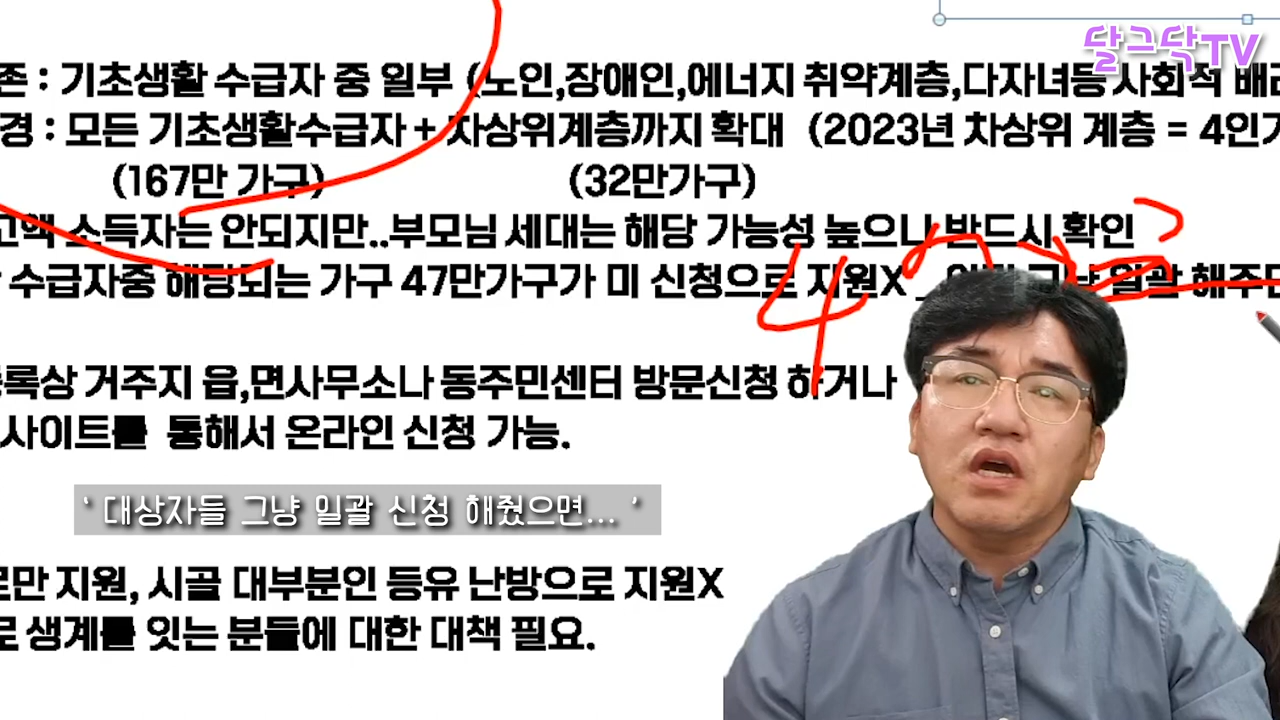 달그닥TV
존 : 기초생활 수급자 중 일부 (노인,장애인,에너지 취약계층,다자녀등 사회적 배려
경 : 모든 기초생활수급자 + 차상위계층까지 확대 (2023년 차상위 계층 = 4인가
(167만 가구) (32만가구)
고액 소득자는 안되지만..부모님 세대는 해당 가능성 높으니 반드시 확인
수급자중 해당되는 가구 47만가구가 미 신청으로 지원X 그냥 일괄 해주면
록상 거주지 읍,면사무소나 동주민센터 방문신청 하거나
사이트를 통해서 온라인 신청 가능.
' 대상자들 그냥 일괄 신청 해줬으면... '
로만 지원, 시골 대부분인 등유 난방으로 지원X
로 생계를 잇는 분들에 대한 대책 필요.